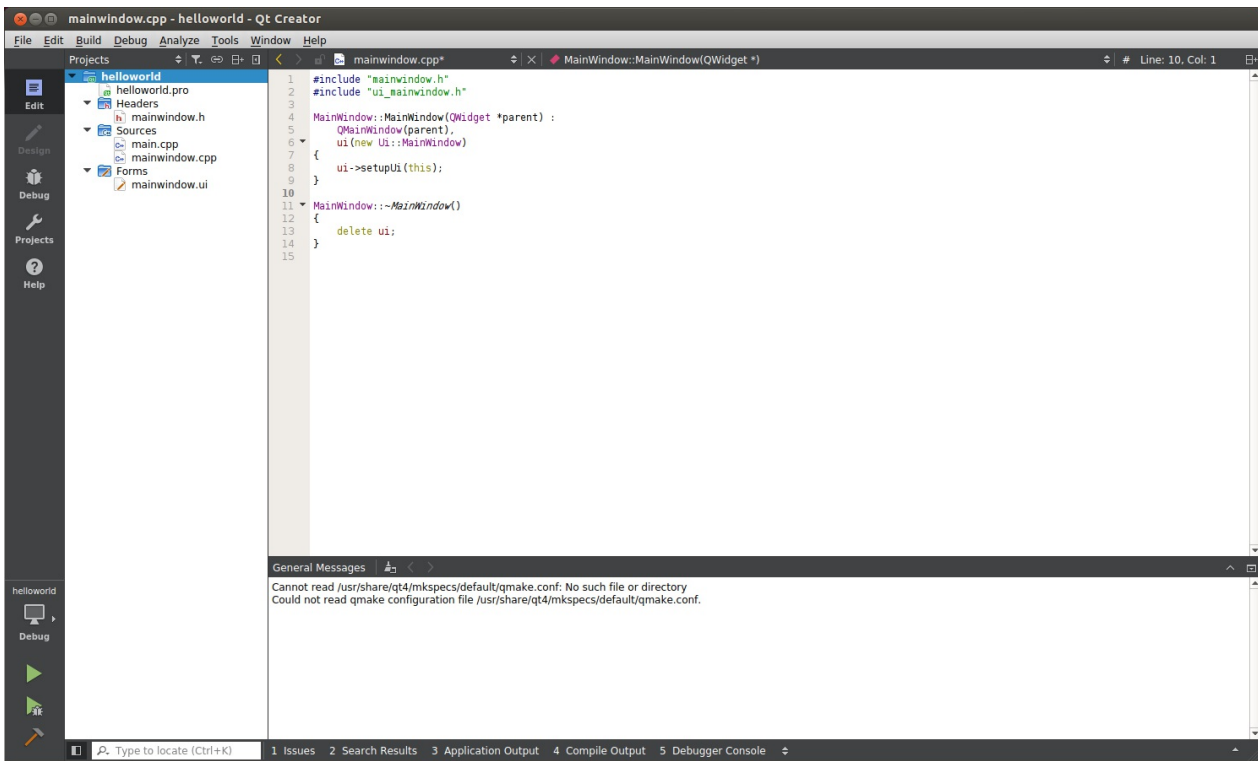 mainwindow.cpp - helloworld - Qt Creator
File Edit Build Debug Analyze Tools Window Help
Projects
mainwindow.cpp*
MainWindow::MainWindow(QWidget *)
# Line: 10, Col: 1
Edit
Design
Debug
Projects
Help
helloworld
helloworld.pro
Headers
mainwindow.h
Sources
main.cpp
mainwindow.cpp
Forms
mainwindow.ui
1 #include "mainwindow.h"
2 #include "ui_mainwindow.h"
3
4 MainWindow::MainWindow(QWidget *parent) :
5 QMainWindow(parent),
6 ui(new Ui::MainWindow)
7 {
8 ui->setupUi(this);
9 }
10
11 MainWindow::~MainWindow()
12 {
13 delete ui;
14 }
15
General Messages
Cannot read /usr/share/qt4/mkspecs/default/qmake.conf: No such file or directory
Could not read qmake configuration file /usr/share/qt4/mkspecs/default/qmake.conf.
helloworld
Debug
Type to locate (Ctrl+K)
1 Issues 2 Search Results 3 Application Output 4 Compile Output 5 Debugger Console